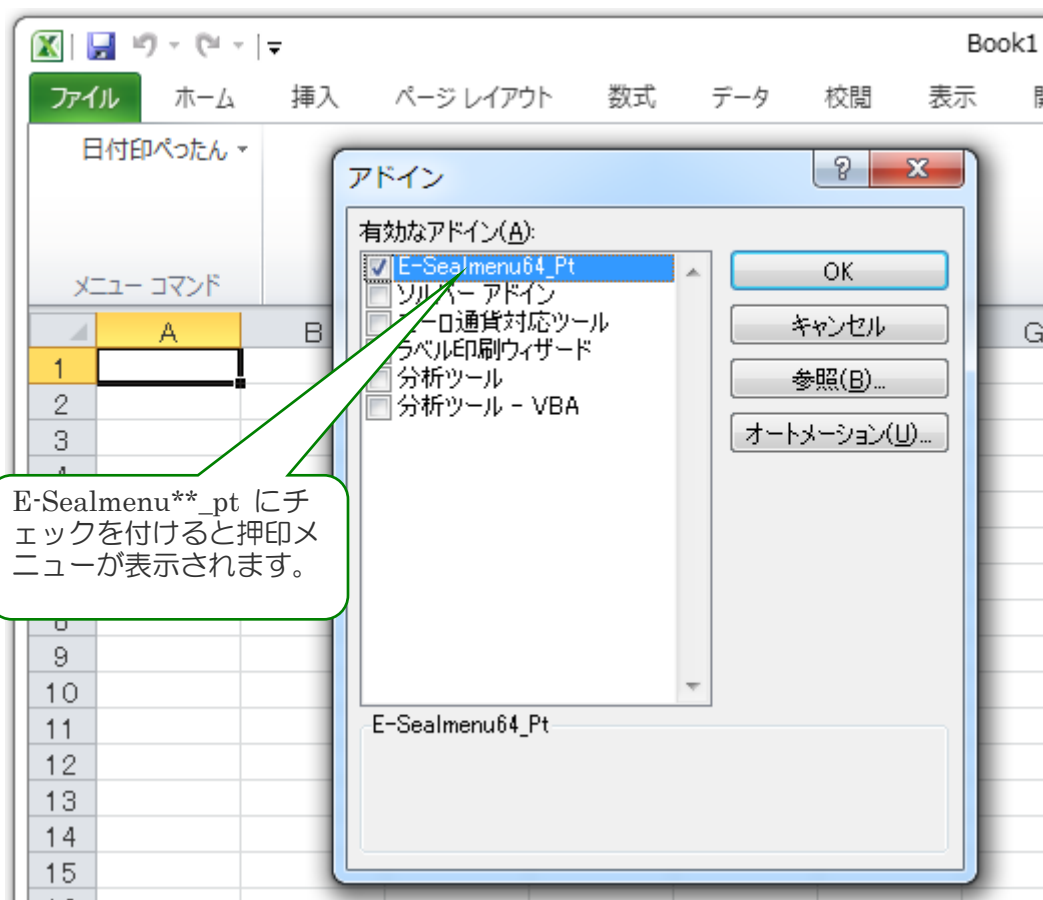 Book1
ファイル ホーム 挿入 ページ レイアウト 数式 データ 校閲 表示
日付印ぺったん
メニュー コマンド
アドイン
有効なアドイン(A):
E-Sealmenu64_Pt
ソルバー アドイン
ユーロ通貨対応ツール
ラベル印刷ウィザード
分析ツール
分析ツール - VBA
OK
キャンセル
参照(B)...
オートメーション(U)...
E-Sealmenu64_Pt
A B G
1
2
3
E-Sealmenu**_pt にチ
ェックを付けると押印メ
ニューが表示されます。
9
10
11
12
13
14
15